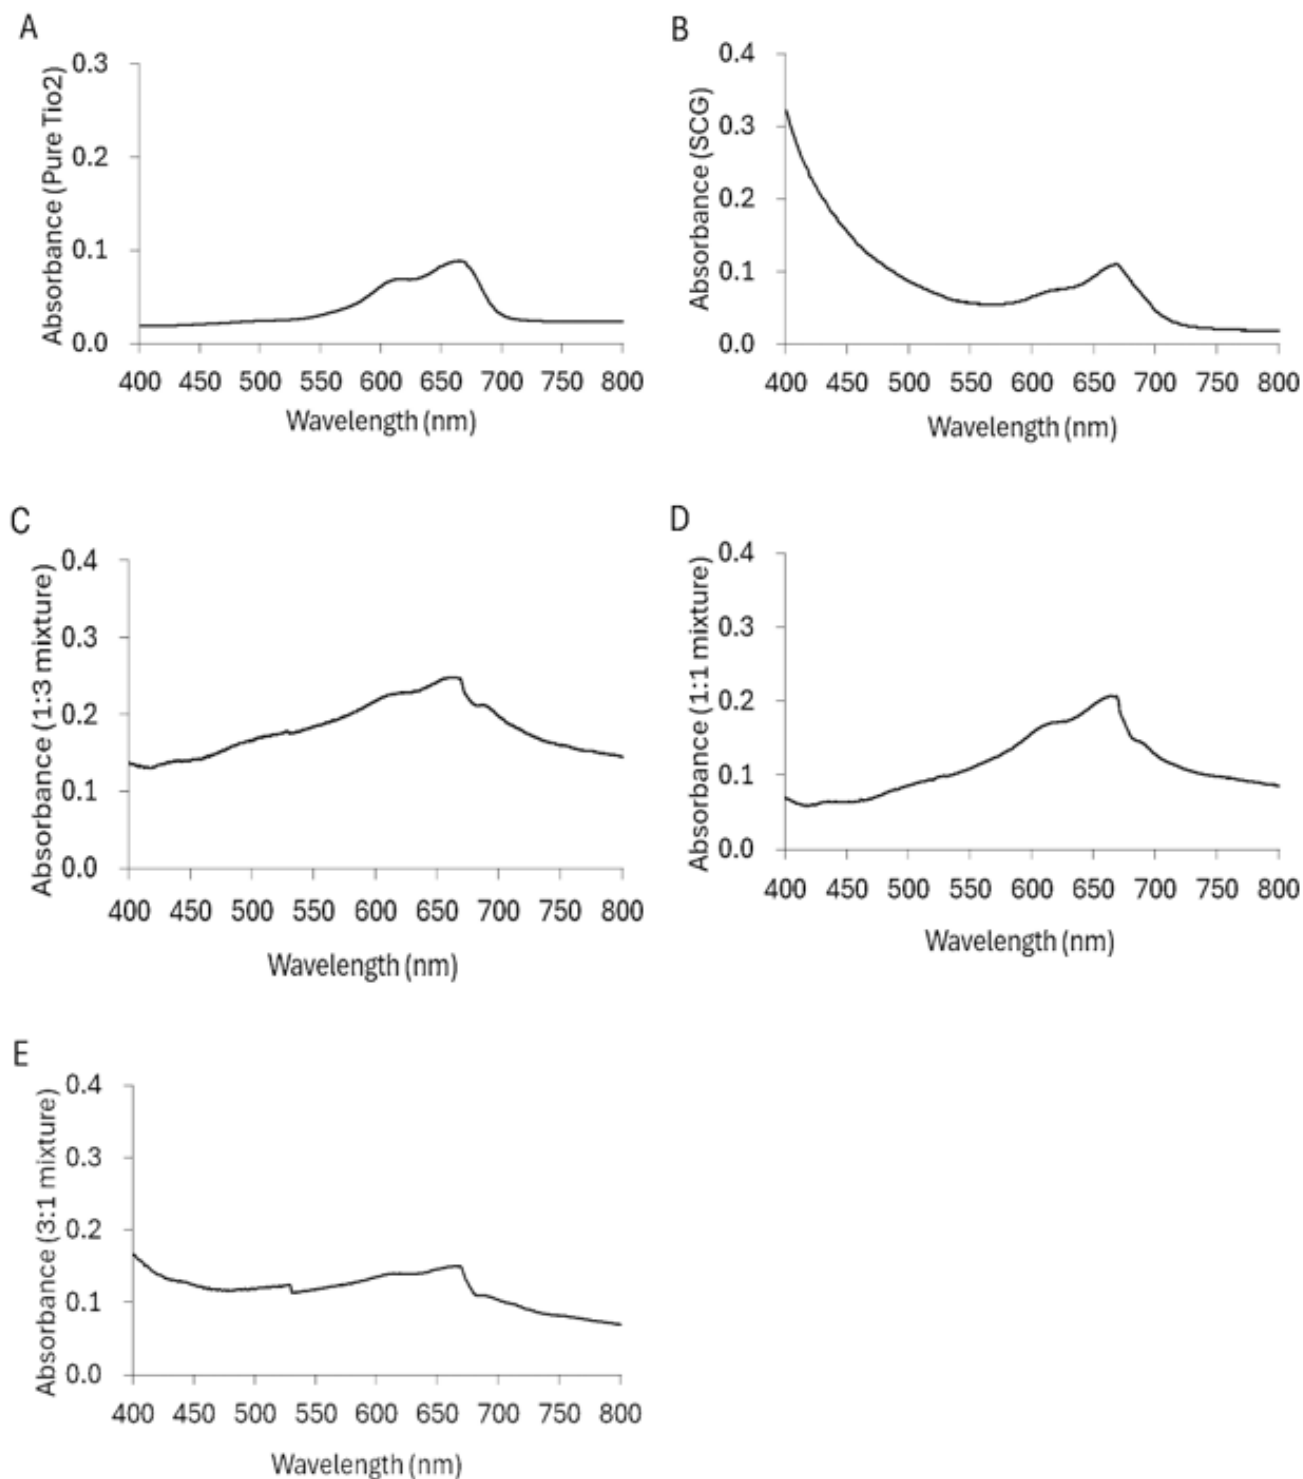 A
Absorbance (Pure Tio2)
0.3
0.2
0.1
0.0
400 450 500 550 600 650 700 750 800
Wavelength (nm)
B
Absorbance (SCG)
0.4
0.3
0.2
0.1
0.0
400 450 500 550 600 650 700 750 800
Wavelength (nm)
C
Absorbance (1:3 mixture)
0.4
0.3
0.2
0.1
0.0
400 450 500 550 600 650 700 750 800
Wavelength (nm)
D
Absorbance (1:1 mixture)
0.4
0.3
0.2
0.1
0.0
400 450 500 550 600 650 700 750 800
Wavelength (nm)
E
Absorbance (3:1 mixture)
0.4
0.3
0.2
0.1
0.0
400 450 500 550 600 650 700 750 800
Wavelength (nm)